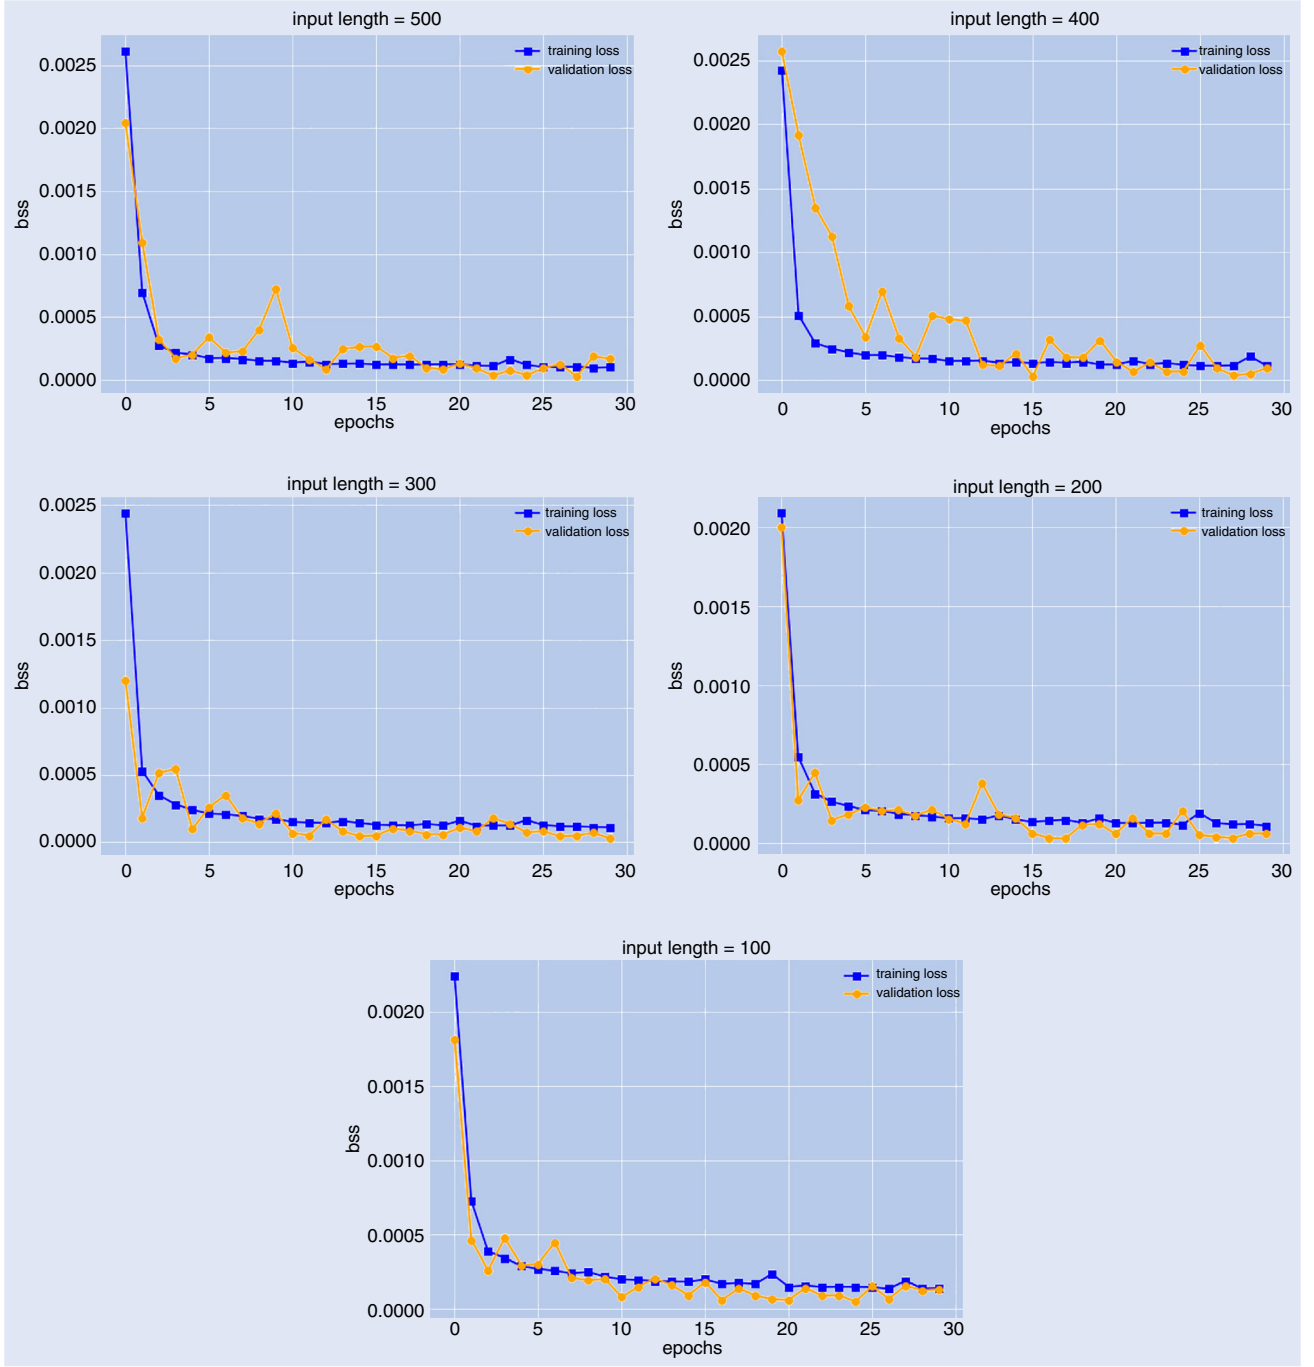 input length = 500
training loss
validation loss
0.0025
0.0020
0.0015
0.0010
0.0005
0.0000
bss
0 5 10 15 20 25 30
epochs
input length = 400
training loss
validation loss
0.0025
0.0020
0.0015
0.0010
0.0005
0.0000
bss
0 5 10 15 20 25 30
epochs
input length = 300
training loss
validation loss
0.0025
0.0020
0.0015
0.0010
0.0005
0.0000
bss
0 5 10 15 20 25 30
epochs
input length = 200
training loss
validation loss
0.0020
0.0015
0.0010
0.0005
0.0000
bss
0 5 10 15 20 25 30
epochs
input length = 100
training loss
validation loss
0.0020
0.0015
0.0010
0.0005
0.0000
bss
0 5 10 15 20 25 30
epochs